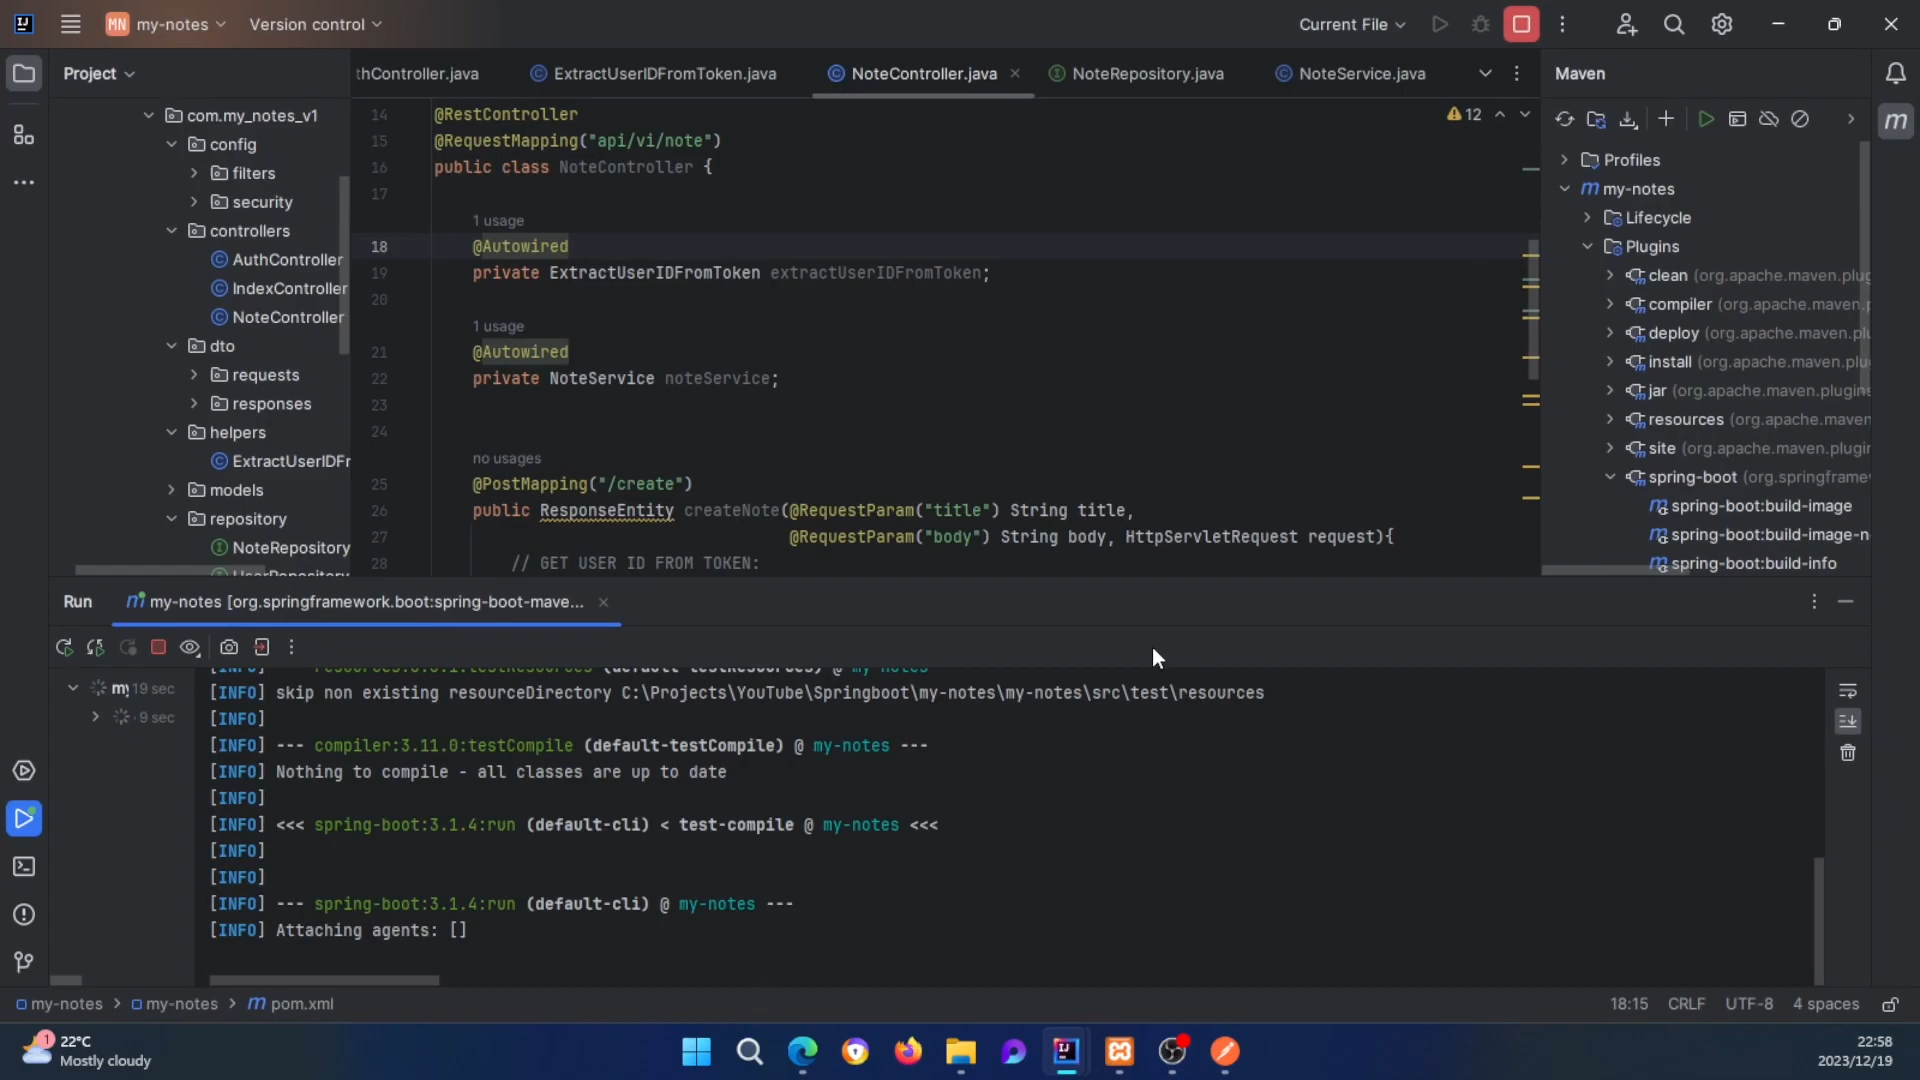 MN my-notes
Version control
Current File
Project
thController.java
ExtractUserIDFromToken.java
NoteController.java
NoteRepository.java
NoteService.java
Maven
com.my_notes_v1
config
filters
security
controllers
AuthController
IndexController
NoteController
dto
requests
responses
helpers
ExtractUserIDFr
models
repository
NoteRepository
12
14 @RestController
15 @RequestMapping("api/vi/note")
16 public class NoteController {
17
1 usage
18 @Autowired
19 private ExtractUserIDFromToken extractUserIDFromToken;
20
1 usage
21 @Autowired
22 private NoteService noteService;
23
24
no usages
25 @PostMapping("/create")
26 public ResponseEntity createNote(@RequestParam("title") String title,
27 @RequestParam("body") String body, HttpServletRequest request){
28 // GET USER ID FROM TOKEN:
m
Profiles
my-notes
Lifecycle
Plugins
clean (org.apache.maven.plug
compiler (org.apache.maven.p
deploy (org.apache.maven.plu
install (org.apache.maven.plu
jar (org.apache.maven.plugins
resources (org.apache.maven
site (org.apache.maven.plugin
spring-boot (org.springframe
spring-boot:build-image
spring-boot:build-image-n
spring-boot:build-info
Run
my-notes [org.springframework.boot:spring-boot-mave...
my 19 sec
9 sec
[INFO] skip non existing resourceDirectory C:\Projects\YouTube\Springboot\my-notes\my-notes\src\test\resources
[INFO]
[INFO] --- compiler:3.11.0:testCompile (default-testCompile) @ my-notes ---
[INFO] Nothing to compile - all classes are up to date
[INFO]
[INFO] <<< spring-boot:3.1.4:run (default-cli) < test-compile @ my-notes <<<
[INFO]
[INFO]
[INFO] --- spring-boot:3.1.4:run (default-cli) @ my-notes ---
[INFO] Attaching agents: []
my-notes > my-notes > m pom.xml
18:15 CRLF UTF-8 4 spaces
1
22°C
Mostly cloudy
22:58
2023/12/19